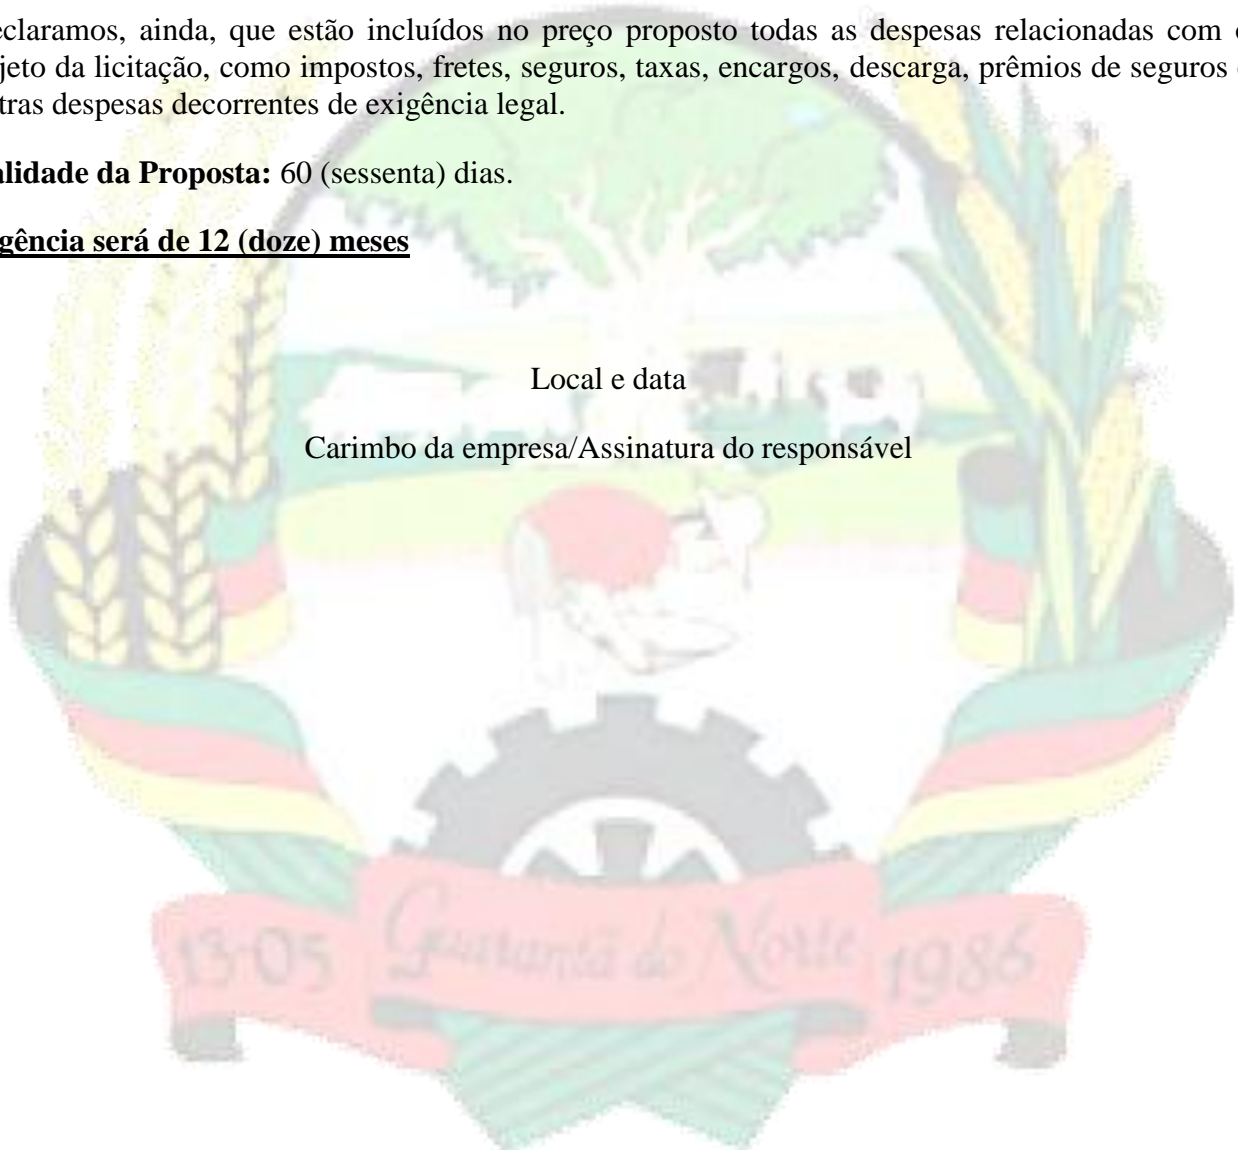 eclaramos, ainda, que estão incluídos no preço proposto todas as despesas relacionadas com o
jeto da licitação, como impostos, fretes, seguros, taxas, encargos, descarga, prêmios de seguros e
tras despesas decorrentes de exigência legal.
alidade da Proposta: 60 (sessenta) dias.
gência será de 12 (doze) meses
Local e data
Carimbo da empresa/Assinatura do responsável
13-05 Guarantã do Norte 1986